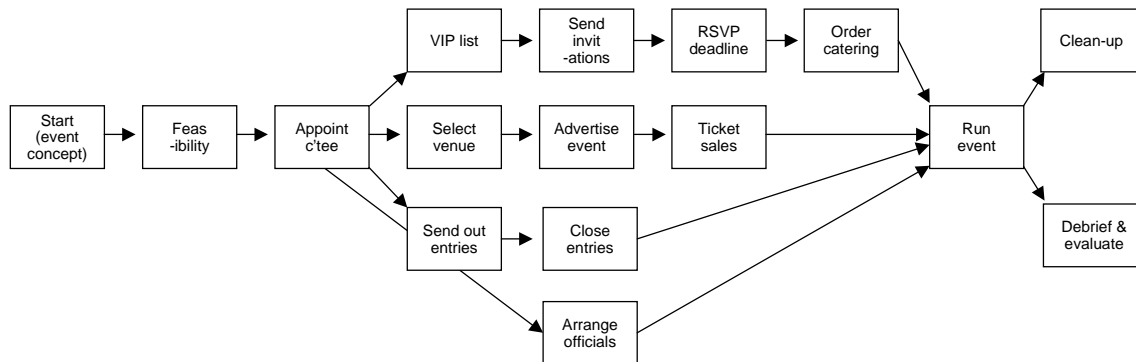 VIP list
Send
invit
-ations
RSVP
deadline
Order
catering
Clean-up
Start
(event
concept)
Feas
-ibility
Appoint
c'tee
Select
venue
Advertise
event
Ticket
sales
Run
event
Send out
entries
Close
entries
Debrief &
evaluate
Arrange
officials